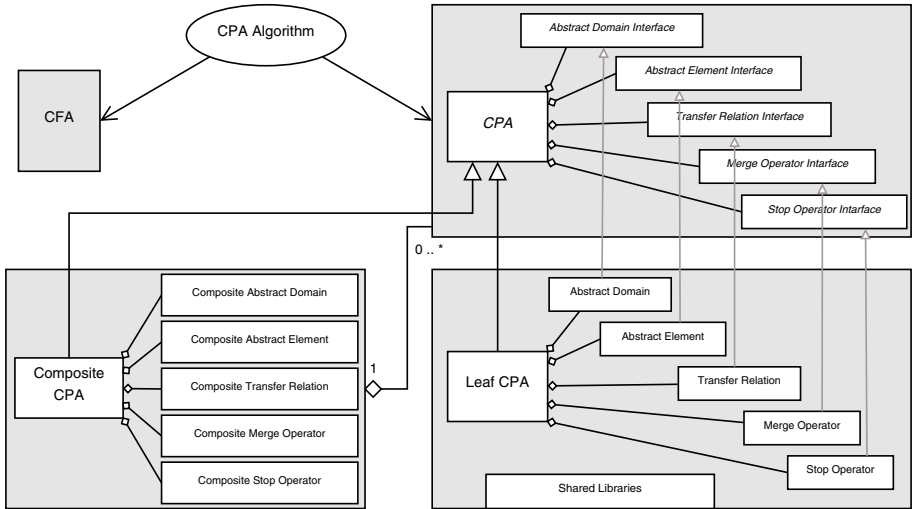 CPA Algorithm
CFA
CPA
Abstract Domain Interface
Abstract Element Interface
Transfer Relation Interface
Merge Operator Interface
Stop Operator Interface
0 .. *
1
Composite
CPA
Composite Abstract Domain
Composite Abstract Element
Composite Transfer Relation
Composite Merge Operator
Composite Stop Operator
Leaf CPA
Abstract Domain
Abstract Element
Transfer Relation
Merge Operator
Stop Operator
Shared Libraries